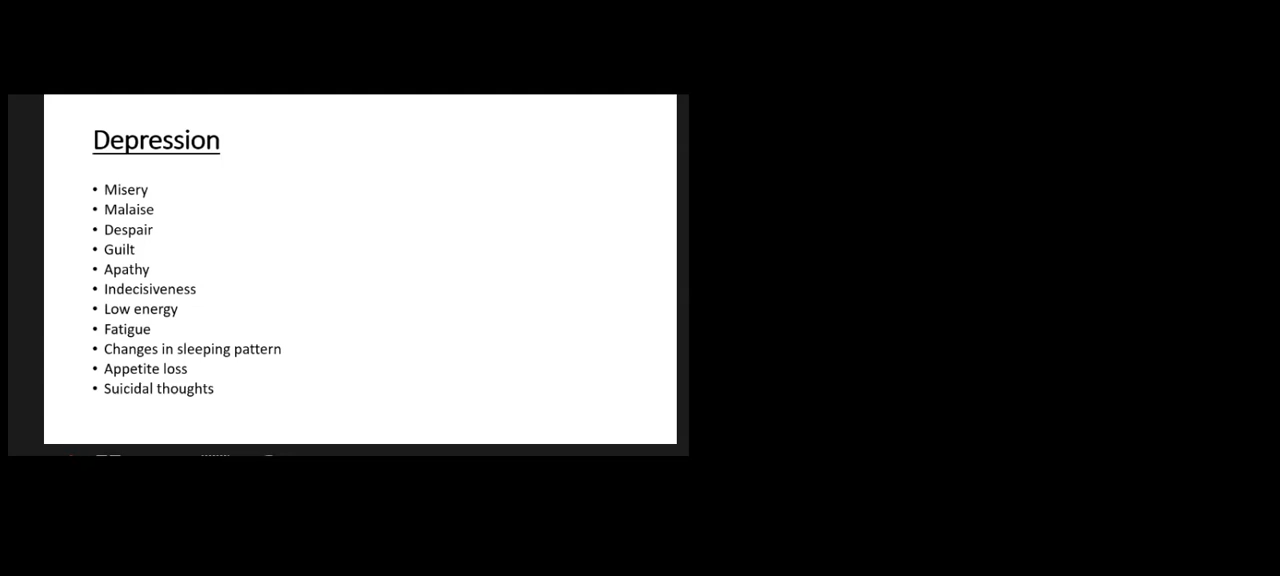 Depression
• Misery
• Malaise
• Despair
• Guilt
• Apathy
• Indecisiveness
• Low energy
• Fatigue
• Changes in sleeping pattern
• Appetite loss
• Suicidal thoughts